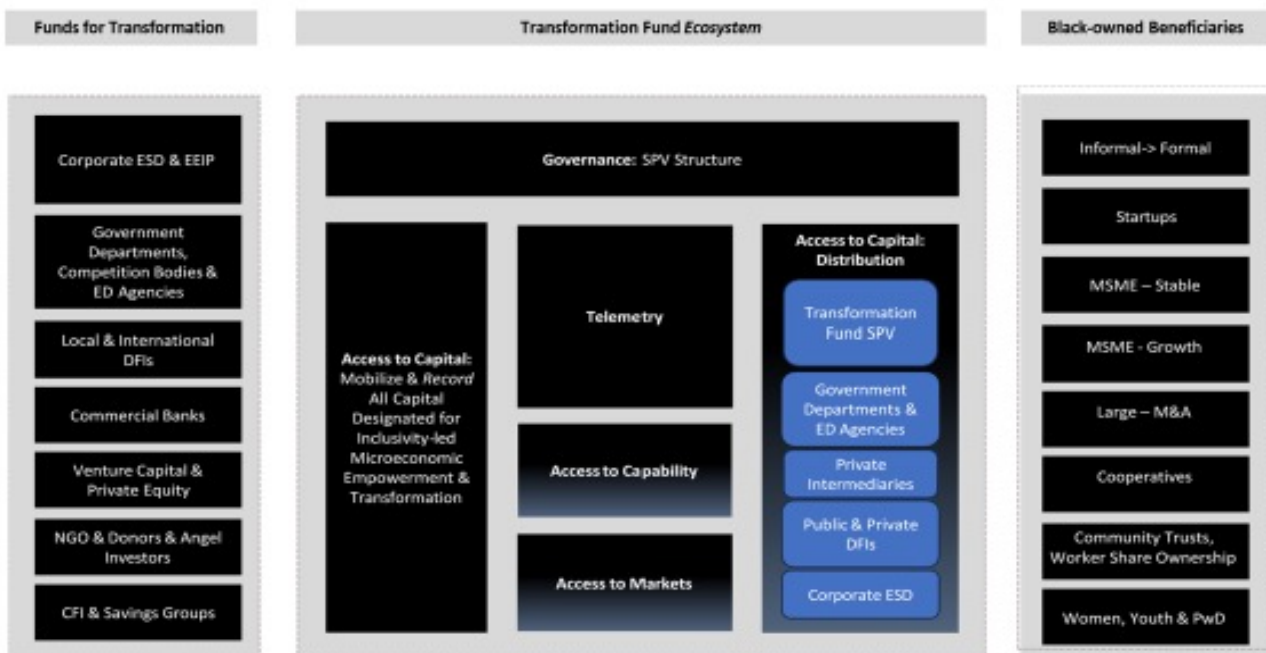 Funds for Transformation
Transformation Fund Ecosystem
Black-owned Beneficiaries
Corporate ESD & EEIP
Government
Departments,
Competition Bodies &
ED Agencies
Local & International
DFIs
Commercial Banks
Venture Capital &
Private Equity
NGO & Donors & Angel
Investors
CFI & Savings Groups
Governance: SPV Structure
Access to Capital:
Mobilize & Record
All Capital
Designated for
Inclusivity-led
Microeconomic
Empowerment &
Transformation
Telemetry
Access to Capability
Access to Markets
Access to Capital:
Distribution
Transformation
Fund SPV
Government
Departments &
ED Agencies
Private
Intermediaries
Public & Private
DFIs
Corporate ESD
Informal-> Formal
Startups
MSME – Stable
MSME - Growth
Large – M&A
Cooperatives
Community Trusts,
Worker Share Ownership
Women, Youth & PwD